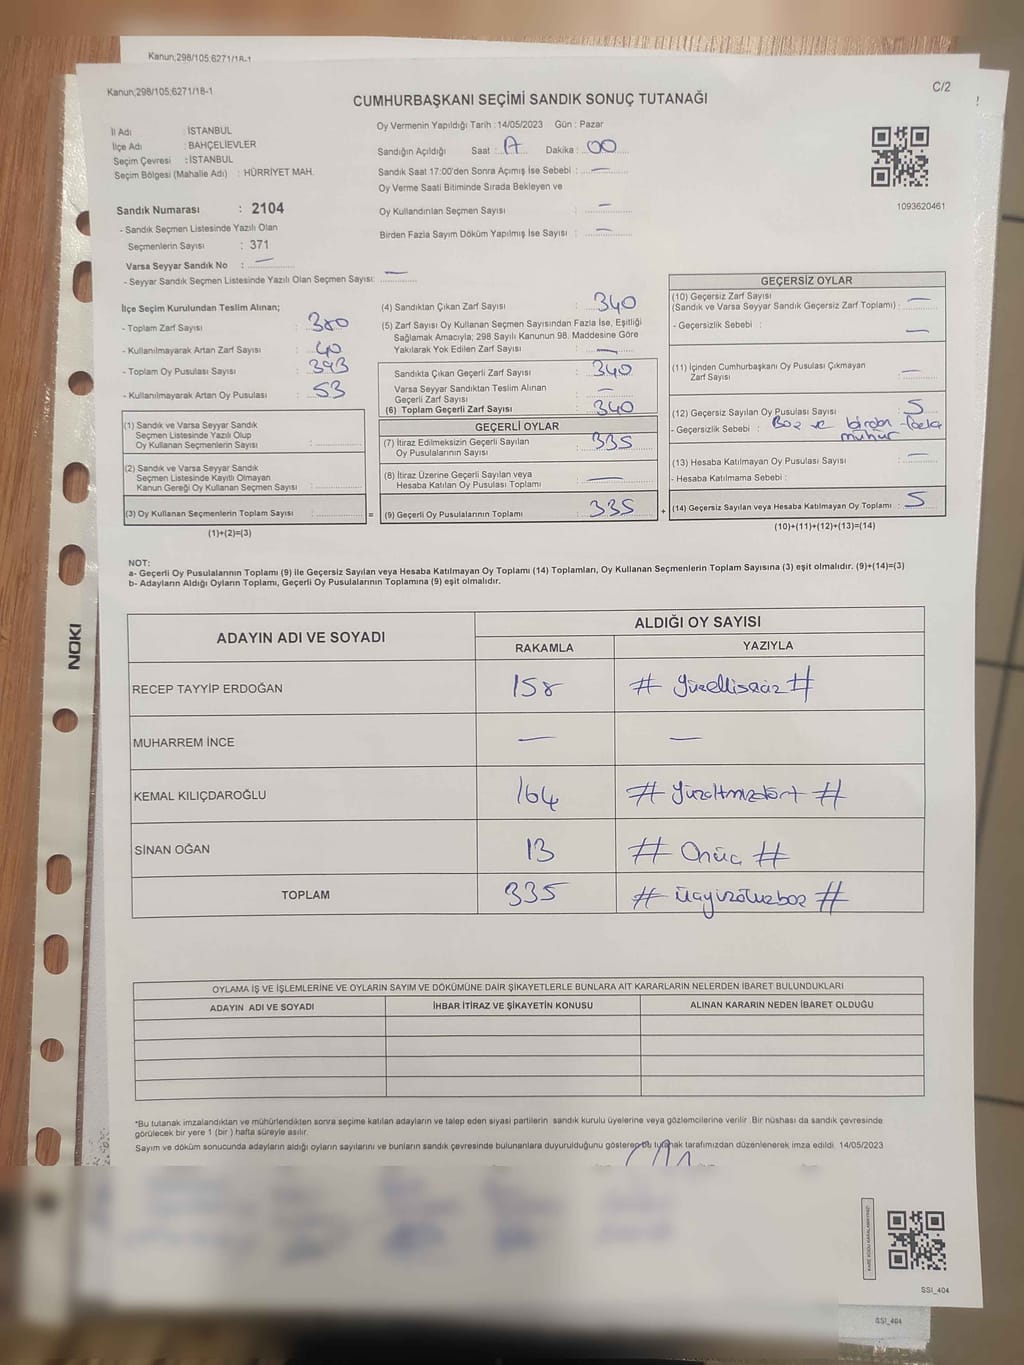 Kanun;298/105;6271/18-1
Kanun;298/105;6271/18-1
C/2
CUMHURBAŞKANI SEÇİMİ SANDIK SONUÇ TUTANAĞI
İl Adı : İSTANBUL
İlçe Adı : BAHÇELİEVLER
Seçim Çevresi : İSTANBUL
Seçim Bölgesi (Mahalle Adı) : HÜRRİYET MAH.
Sandık Numarası : 2104
- Sandık Seçmen Listesinde Yazılı Olan
Seçmenlerin Sayısı : 371
Varsa Seyyar Sandık No : —
- Seyyar Sandık Seçmen Listesinde Yazılı Olan Seçmen Sayısı: —
Oy Vermenin Yapıldığı Tarih : 14/05/2023 Gün : Pazar
Sandığın Açıldığı Saat : Dakika : 00
Sandık Saat 17:00'den Sonra Açımış İse Sebebi : —
Oy Verme Saati Bitiminde Sırada Bekleyen ve
Oy Kullandırılan Seçmen Sayısı : —
Birden Fazla Sayım Döküm Yapılmış İse Sayısı : —
1093620461
İlçe Seçim Kurulundan Teslim Alınan;
- Toplam Zarf Sayısı : 380
- Kullanılmayarak Artan Zarf Sayısı : 40
- Toplam Oy Pusulası Sayısı : 393
- Kullanılmayarak Artan Oy Pusulası : 53
(1) Sandık ve Varsa Seyyar Sandık
Seçmen Listesinde Yazılı Olup
Oy Kullanan Seçmenlerin Sayısı :
(2) Sandık ve Varsa Seyyar Sandık
Seçmen Listesinde Kayıtlı Olmayan
Kanun Gereği Oy Kullanan Seçmen Sayısı :
(3) Oy Kullanan Seçmenlerin Toplam Sayısı : =
(1)+(2)=(3)
(4) Sandıktan Çıkan Zarf Sayısı : 340
(5) Zarf Sayısı Oy Kullanan Seçmen Sayısından Fazla İse, Eşitliği
Sağlamak Amacıyla; 298 Sayılı Kanunun 98. Maddesine Göre
Yakılarak Yok Edilen Zarf Sayısı : —
Sandıkta Çıkan Geçerli Zarf Sayısı : 340
Varsa Seyyar Sandıktan Teslim Alınan
Geçerli Zarf Sayısı : —
(6) Toplam Geçerli Zarf Sayısı : 340
GEÇERLİ OYLAR
(7) İtiraz Edilmeksizin Geçerli Sayılan
Oy Pusulalarının Sayısı : 335
(8) İtiraz Üzerine Geçerli Sayılan veya
Hesaba Katılan Oy Pusulası Toplamı : —
(9) Geçerli Oy Pusulalarının Toplamı : 335 +
GEÇERSİZ OYLAR
(10) Geçersiz Zarf Sayısı
(Sandık ve Varsa Seyyar Sandık Geçersiz Zarf Toplamı) : —
- Geçersizlik Sebebi : —
(11) İçinden Cumhurbaşkanı Oy Pusulası Çıkmayan
Zarf Sayısı : —
(12) Geçersiz Sayılan Oy Pusulası Sayısı : 5
- Geçersizlik Sebebi : Boş ve birden fazla
mühür
(13) Hesaba Katılmayan Oy Pusulası Sayısı : —
- Hesaba Katılmama Sebebi :
(14) Geçersiz Sayılan veya Hesaba Katılmayan Oy Toplamı : 5
(10)+(11)+(12)+(13)=(14)
NOT:
a- Geçerli Oy Pusulalarının Toplamı (9) ile Geçersiz Sayılan veya Hesaba Katılmayan Oy Toplamı (14) Toplamları, Oy Kullanan Seçmenlerin Toplam Sayısına (3) eşit olmalıdır. (9)+(14)=(3)
b- Adayların Aldığı Oyların Toplamı, Geçerli Oy Pusulalarının Toplamına (9) eşit olmalıdır.
NOKI
ADAYIN ADI VE SOYADI ALDIĞI OY SAYISI
RAKAMLA YAZIYLA
RECEP TAYYİP ERDOĞAN 158 # yüzellisekiz #
MUHARREM İNCE — —
KEMAL KILIÇDAROĞLU 164 # yüzaltmışdört #
SİNAN OĞAN 13 # Onüç #
TOPLAM 335 # üçyüzotuzbeş #
OYLAMA İŞ VE İŞLEMLERİNE VE OYLARIN SAYIM VE DÖKÜMÜNE DAİR ŞİKAYETLERLE BUNLARA AİT KARARLARIN NELERDEN İBARET BULUNDUKLARI
ADAYIN ADI VE SOYADI İHBAR İTİRAZ VE ŞİKAYETİN KONUSU ALINAN KARARIN NEDEN İBARET OLDUĞU
*Bu tutanak imzalandıktan ve mühürlendikten sonra seçime katılan adayların ve talep eden siyasi partilerin sandık kurulu üyelerine veya gözlemcilerine verilir. Bir nüshası da sandık çevresinde
görülecek bir yere 1 (bir ) hafta süreyle asılır.
Sayım ve döküm sonucunda adayların aldığı oyların sayılarını ve bunların sandık çevresinde bulunanlara duyurulduğunu gösteren bu tutanak tarafımızdan düzenlenerek imza edildi. 14/05/2023
SSI_404
SSI_404